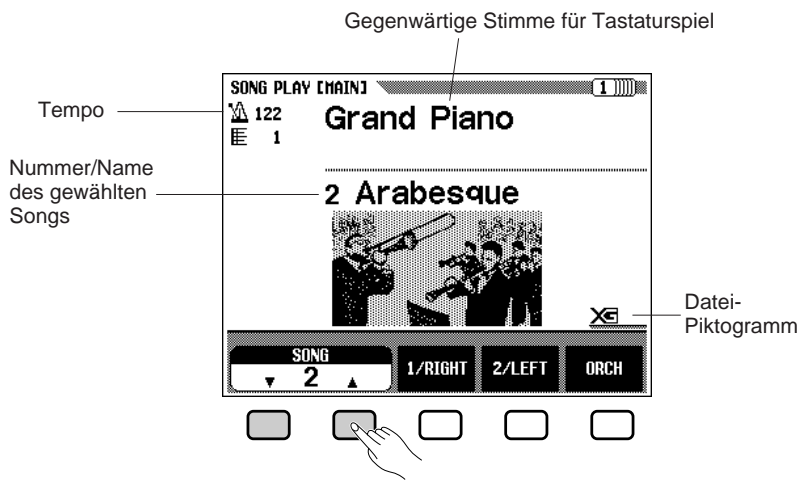 Gegenwärtige Stimme für Tastaturspiel
SONG PLAY [MAIN]
1
Tempo
122
Grand Piano
1
Nummer/Name
des gewählten
Songs
2 Arabesque
XG
Datei-
Piktogramm
SONG
2
1/RIGHT
2/LEFT
ORCH